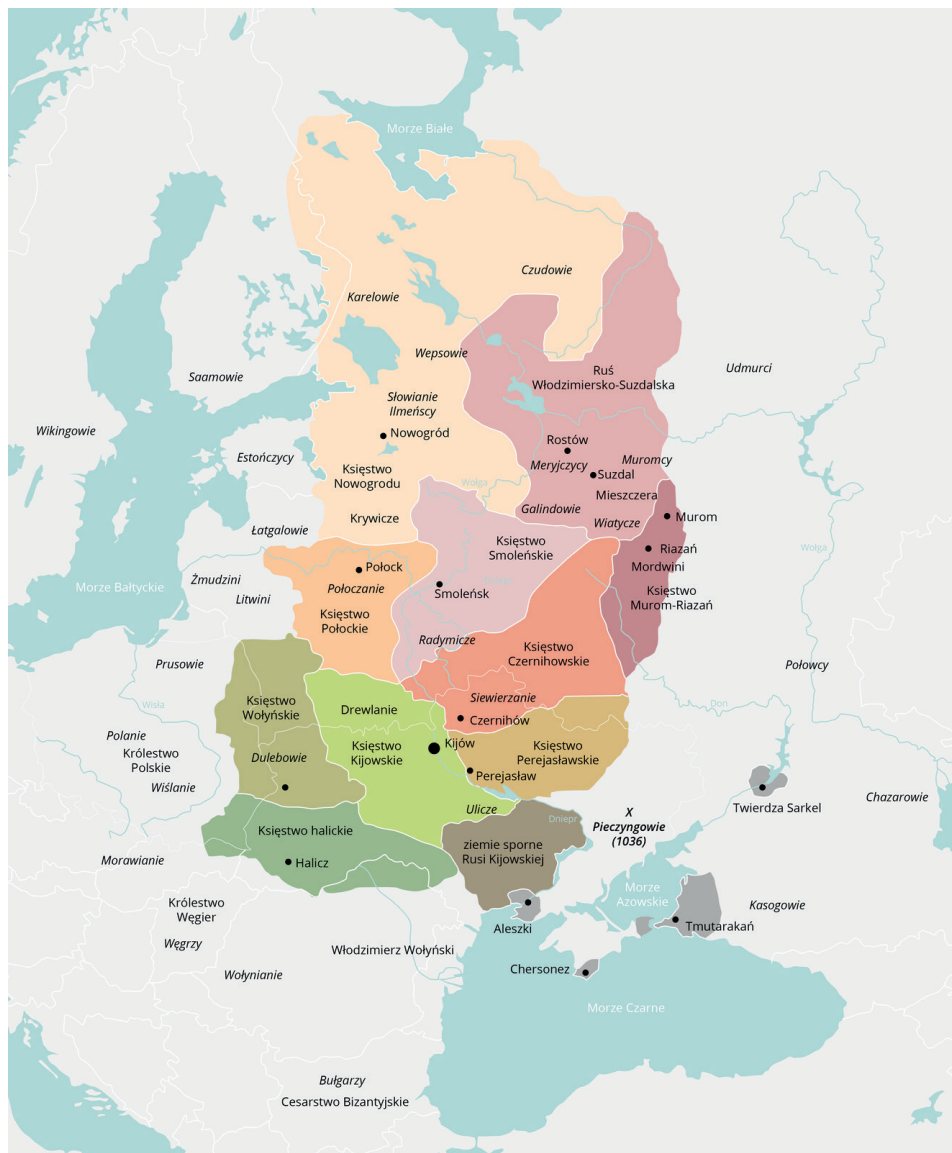 Morze Białe
Czudowie
Karelowie
Wepsowie
Udmurci
Ruś
Włodzimiersko-Suzdalska
Saamowie
Słowianie
Ilmeńscy
Wikingowie
Nowogród
Rostów
Estończycy
Meryjczycy
Muromcy
Suzdal
Księstwo
Nowogrodu
Wołga
Mieszczera
Galindowie
Krywicze
Wiatycze
Murom
Łatgalowie
Księstwo
Smoleńskie
Riazań
Wołga
Mordwini
Połock
Żmudzini
Morze Bałtyckie
Połoczanie
Smoleńsk
Księstwo
Murom-Riazań
Litwini
Księstwo
Połockie
Radymicze
Księstwo
Czernihowskie
Prusowie
Połowcy
Siewierzanie
Księstwo
Wołyńskie
Drewlanie
Wisła
Don
Czernihów
Polanie
Królestwo
Polskie
Dulebowie
Księstwo
Kijowskie
Kijów
Księstwo
Perejasławskie
Perejasław
Wiślanie
Chazarowie
Twierdza Sarkel
Ulicze
Dniepr
X
Pieczyngowie
(1036)
Księstwo halickie
ziemie sporne
Rusi Kijowskiej
Morawianie
Halicz
Morze
Azowskie
Królestwo
Węgier
Kasogowie
Aleszki
Tmutarakań
Węgrzy
Włodzimierz Wołyński
Wołynianie
Chersonez
Morze Czarne
Bułgarzy
Cesarstwo Bizantyjskie